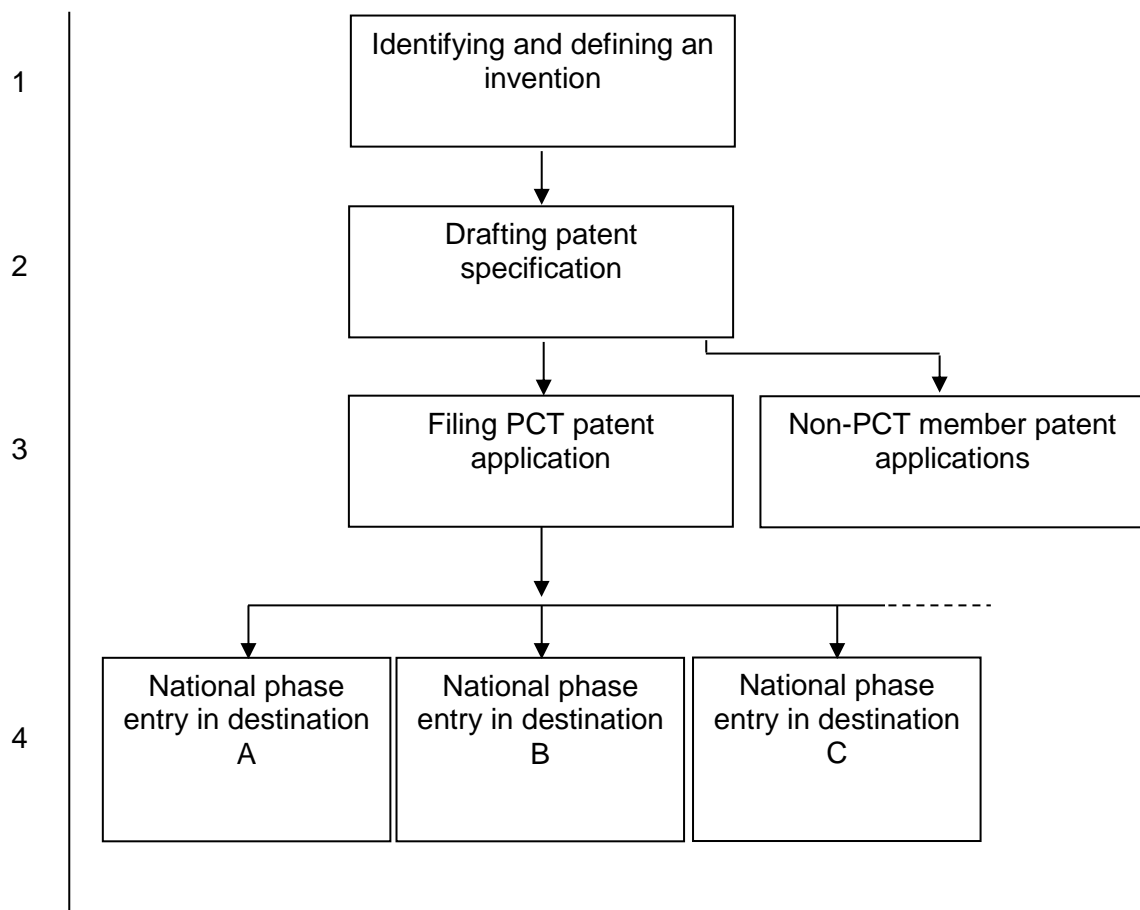 1
Identifying and defining an
invention
2
Drafting patent
specification
3
Filing PCT patent
application
Non-PCT member patent
applications
4
National phase
entry in destination
A
National phase
entry in destination
B
National phase
entry in destination
C